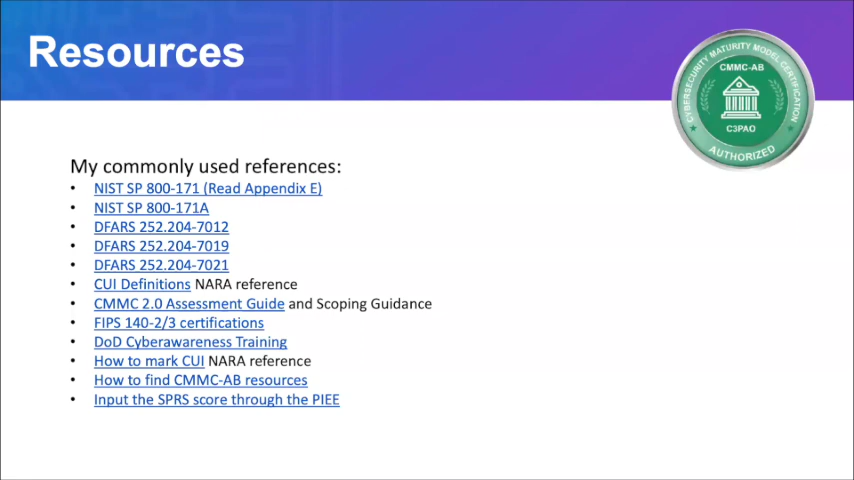 Resources
CYBERSECURITY MATURITY MODEL CERTIFICATION
CMMC-AB
C3PAO
AUTHORIZED
My commonly used references:
• NIST SP 800-171 (Read Appendix E)
• NIST SP 800-171A
• DFARS 252.204-7012
• DFARS 252.204-7019
• DFARS 252.204-7021
• CUI Definitions NARA reference
• CMMC 2.0 Assessment Guide and Scoping Guidance
• FIPS 140-2/3 certifications
• DoD Cyberawareness Training
• How to mark CUI NARA reference
• How to find CMMC-AB resources
• Input the SPRS score through the PIEE